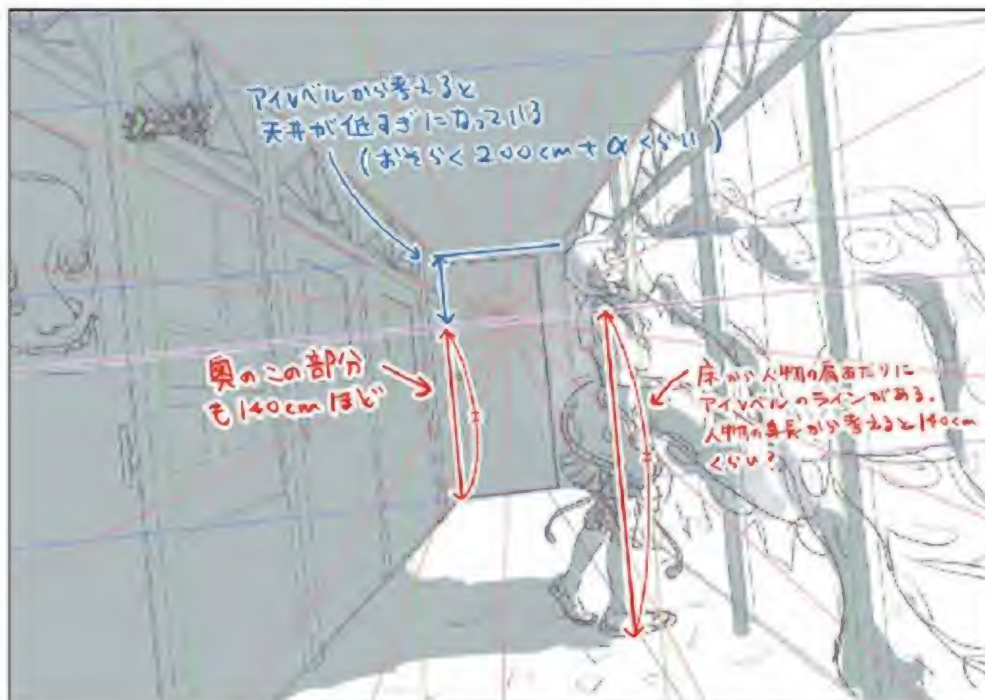 アイレベルから考えると
天井が低すぎになっている
(おそらく200cm+αくらい)
奥のこの部分
も140cmほど
床から人物の肩あたりに
アイレベルのラインがある。
人物の身長から考えると140cm
くらい?